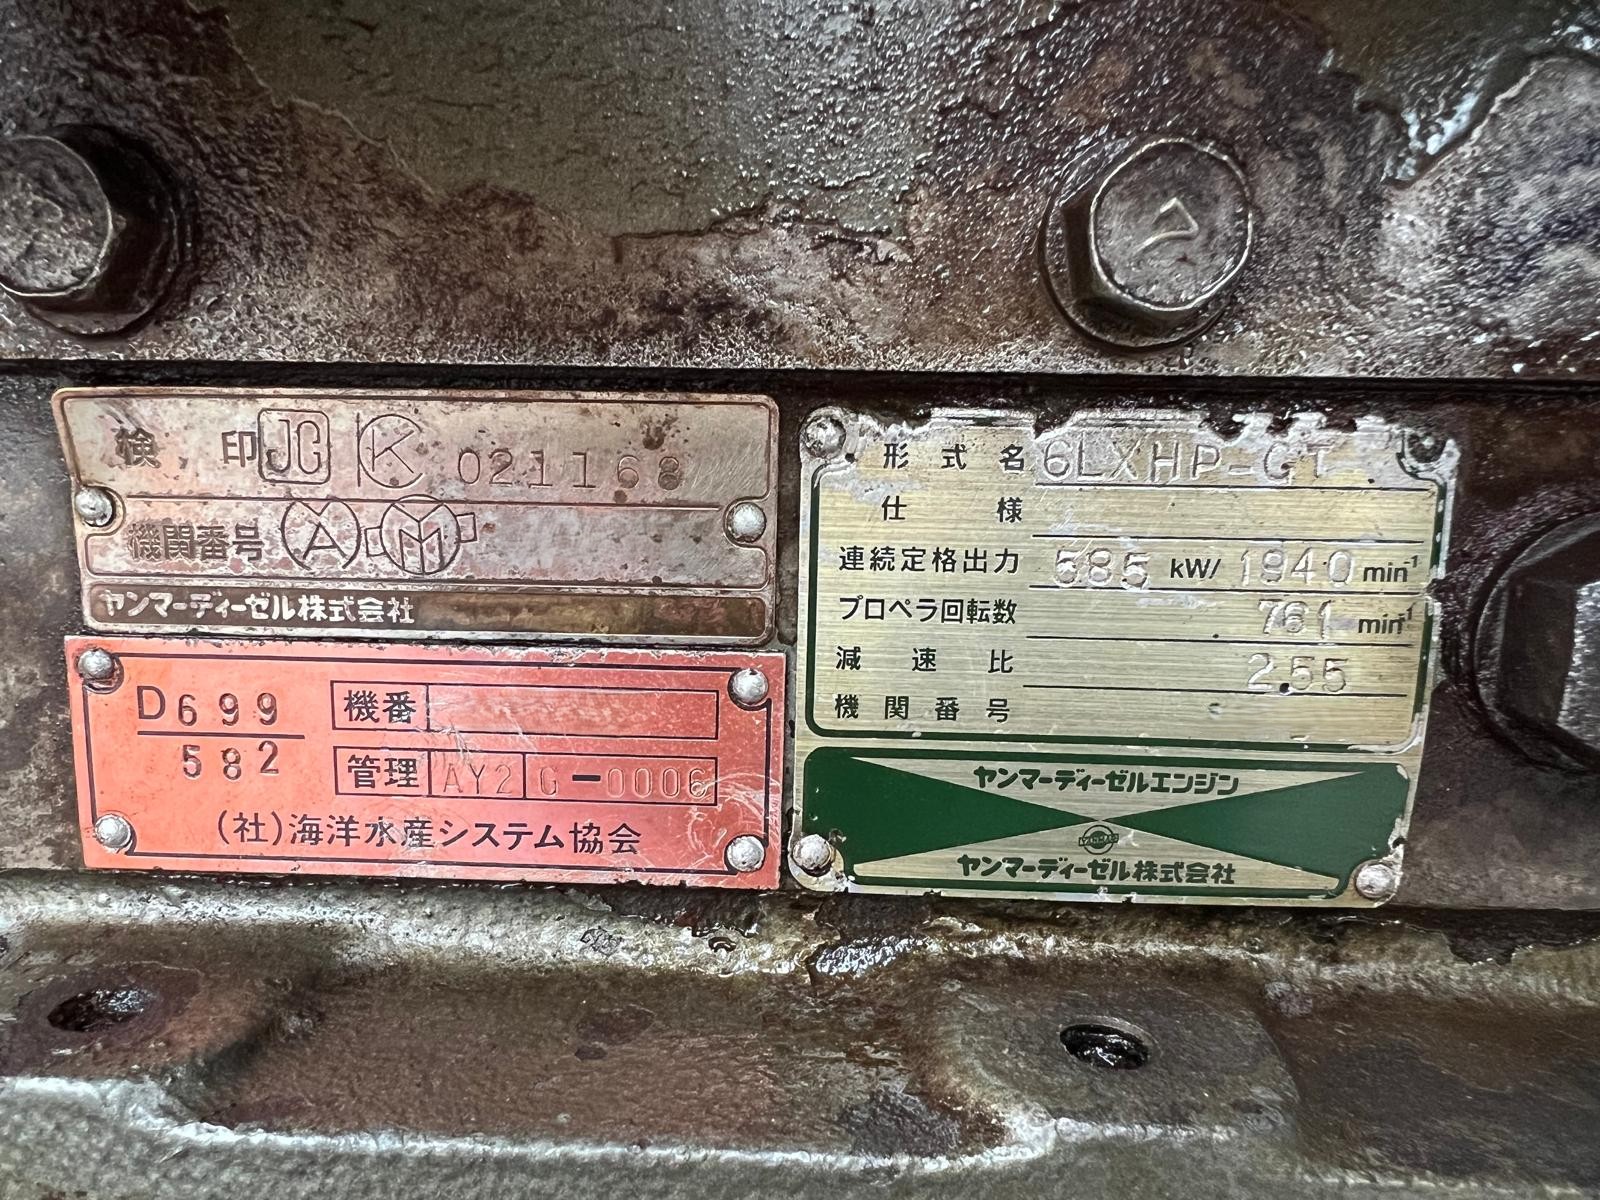 検 印 JG K 021168
機関番号 A M
ヤンマーディーゼル株式会社
D699
582
機番
管理 AY2 G-0006
(社)海洋水産システム協会
形式名 6LXHP-GT
仕様
連続定格出力 585 kW/ 1940 min-1
プロペラ回転数 761 min-1
減速比 2.55
機関番号
ヤンマーディーゼルエンジン
YANMAR
ヤンマーディーゼル株式会社